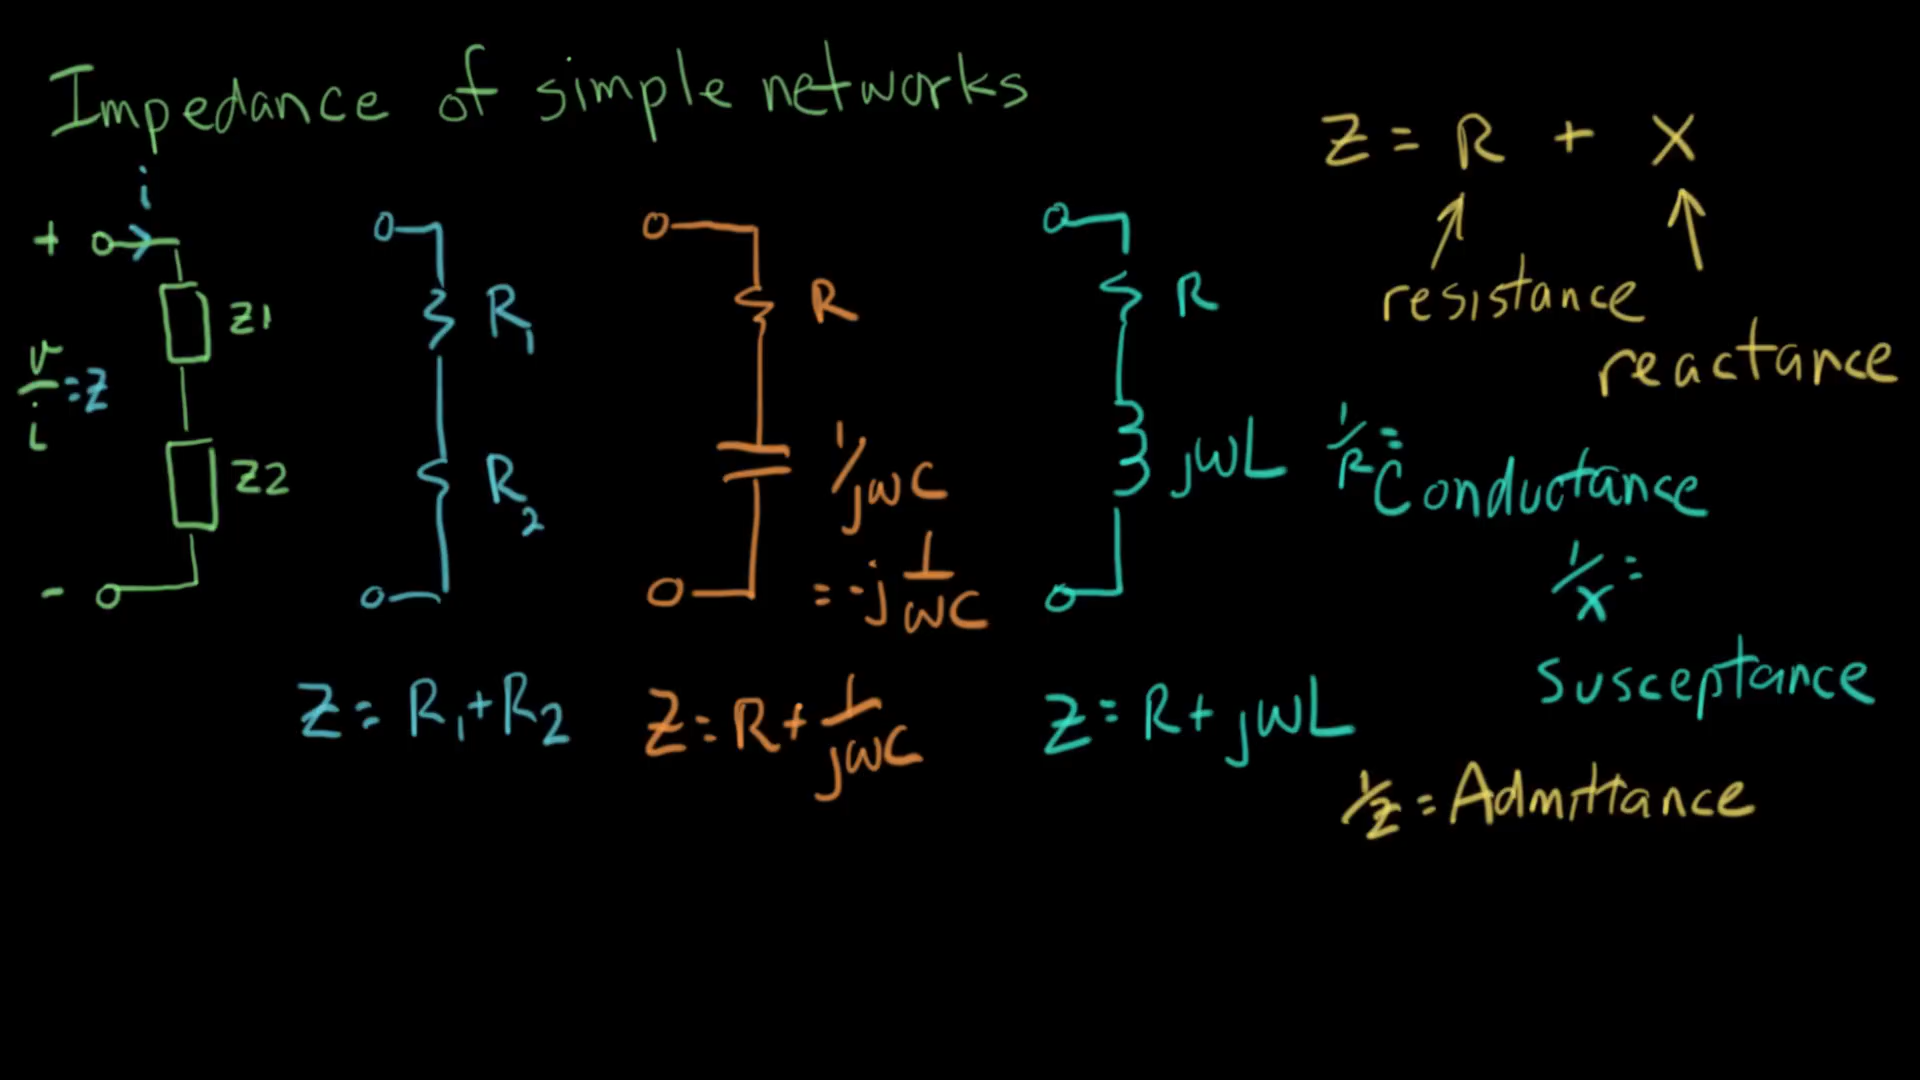 Impedance of simple networks
i
+
Z1
v/i = Z
Z2
-
R1
R2
Z = R1+R2
R
1/jωC
= -j 1/ωC
Z = R + 1/jωC
R
jωL
Z = R + jωL
Z = R + X
resistance
reactance
1/R = Conductance
1/X =
Susceptance
1/Z = Admittance